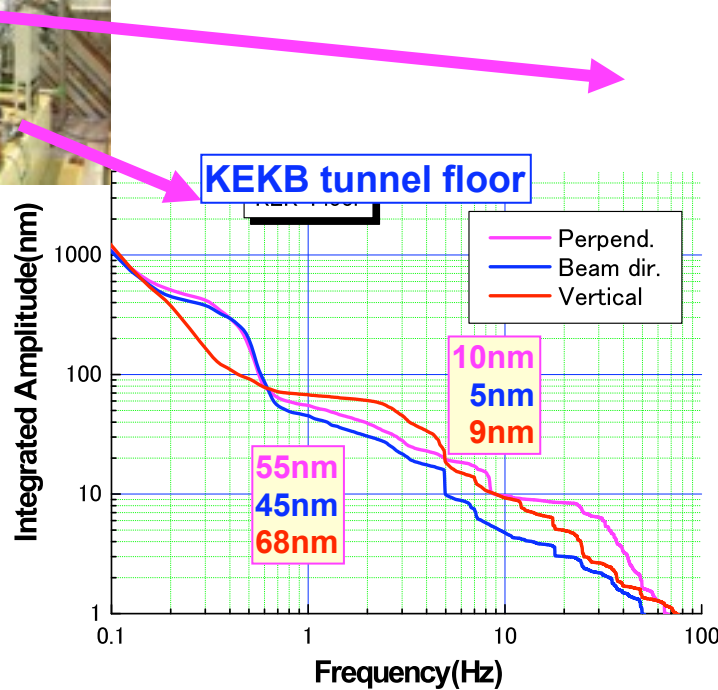 KEKB tunnel floor
Integrated Amplitude(nm)
1000
100
10
1
Perpend.
Beam dir.
Vertical
10nm
5nm
9nm
55nm
45nm
68nm
0.1
1
10
100
Frequency(Hz)